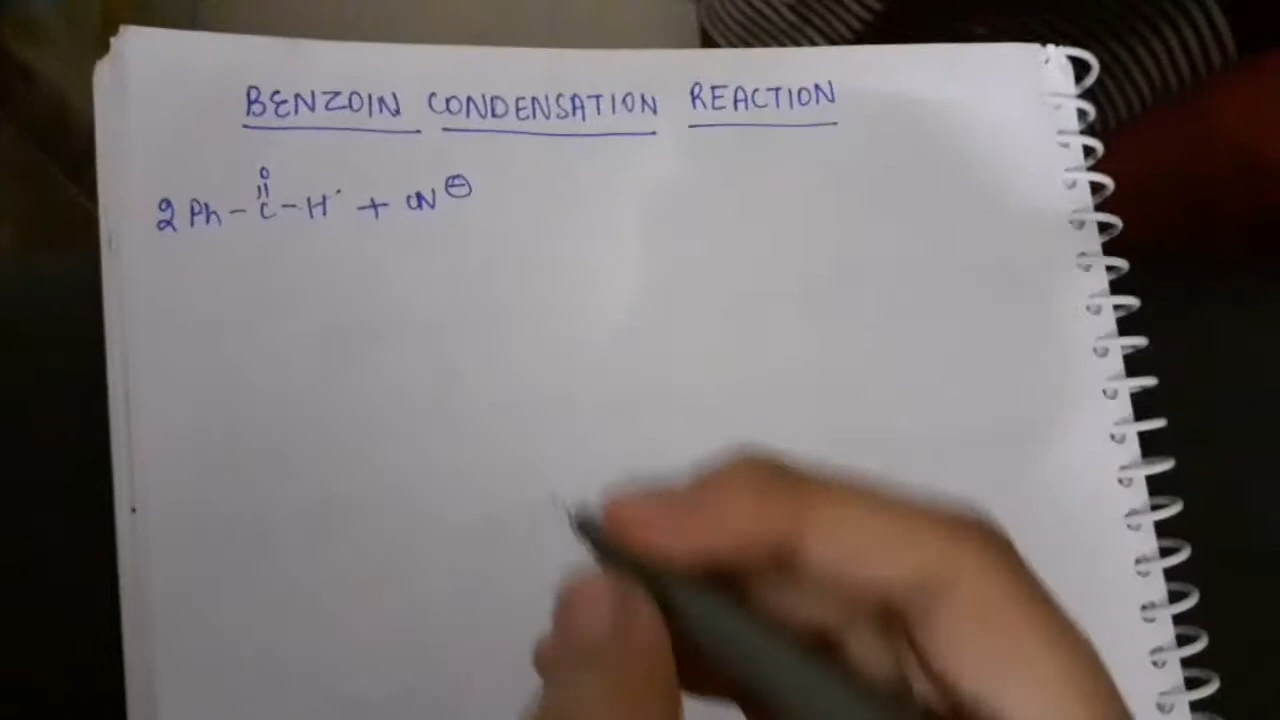 BENZOIN CONDENSATION REACTION
O
2 Ph - C - H + CN ⊖